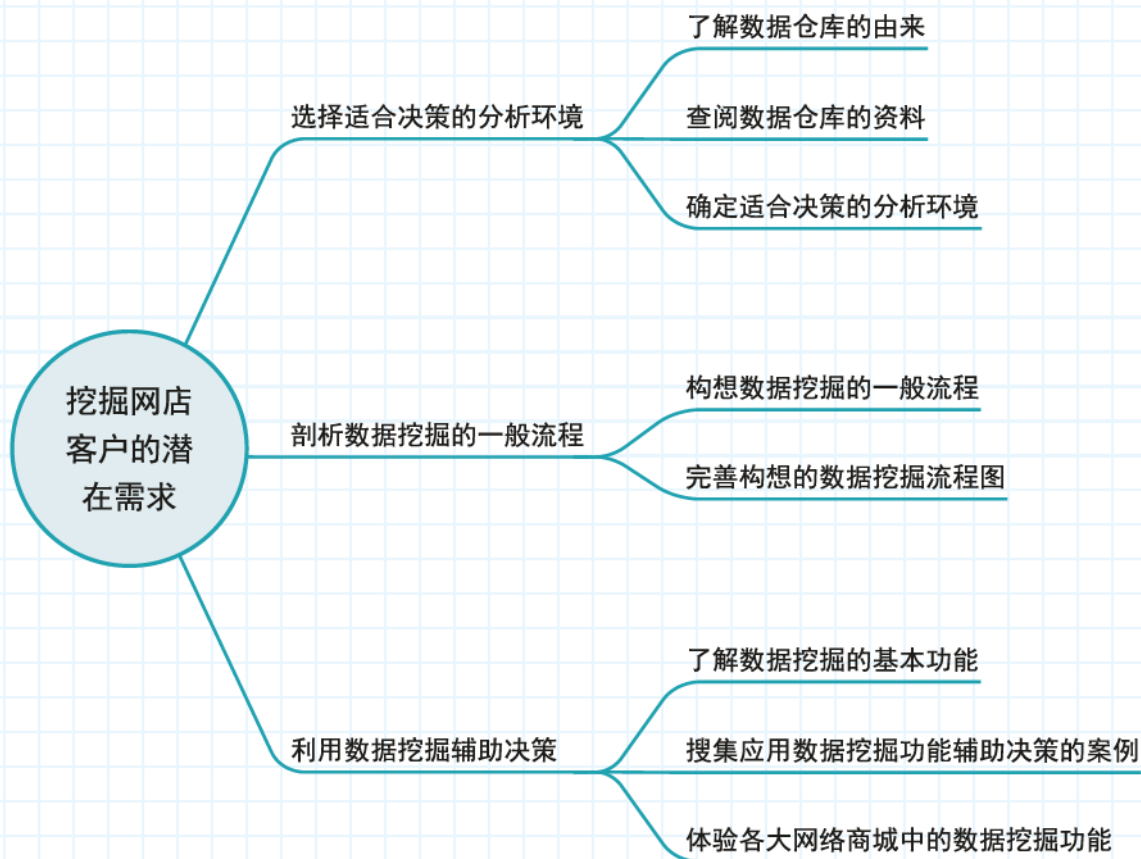 挖掘网店
客户的潜
在需求
选择适合决策的分析环境
了解数据仓库的由来
查阅数据仓库的资料
确定适合决策的分析环境
剖析数据挖掘的一般流程
构想数据挖掘的一般流程
完善构想的数据挖掘流程图
利用数据挖掘辅助决策
了解数据挖掘的基本功能
搜集应用数据挖掘功能辅助决策的案例
体验各大网络商城中的数据挖掘功能